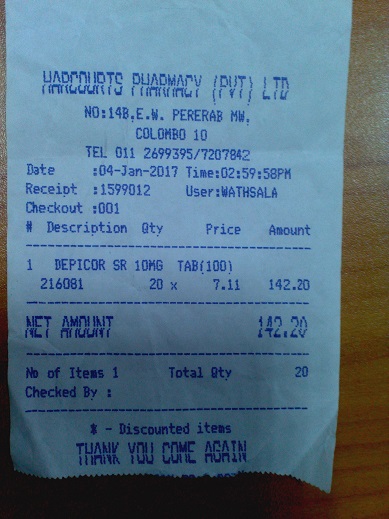 HARCOURTS PHARMACY (PVT) LTD
NO:14B.E.W. PERERAB MW.
COLOMBO 10
TEL 011 2699395/7207842
Date :04-Jan-2017 Time:02:59:58PM
Receipt :1599012 User:WATHSALA
Checkout :001
# Description Qty Price Amount
1 DEPICOR SR 10MG TAB(100)
216081 20 x 7.11 142.20
NET AMOUNT 142.20
No of Items 1 Total Qty 20
Checked By :
* - Discounted items
THANK YOU COME AGAIN